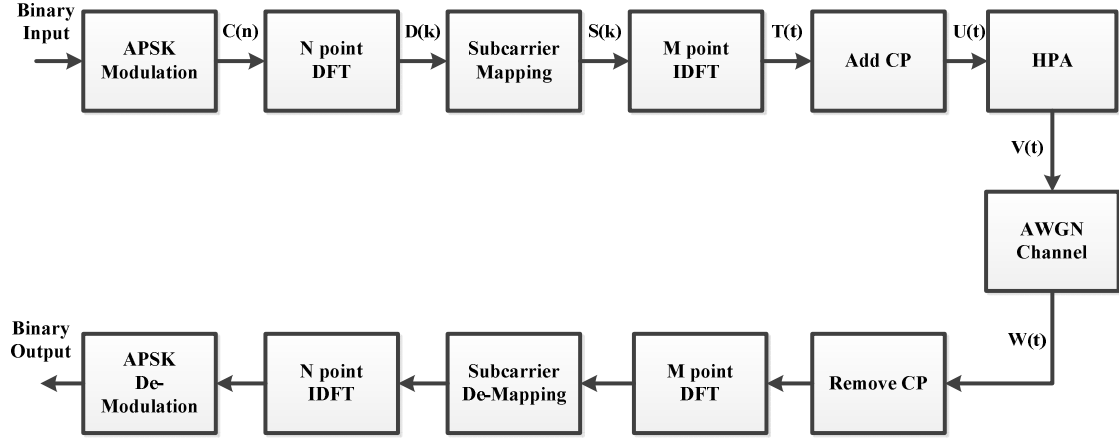 Binary
Input
APSK
Modulation
C(n)
N point
DFT
D(k)
Subcarrier
Mapping
S(k)
M point
IDFT
T(t)
Add CP
U(t)
HPA
V(t)
AWGN
Channel
W(t)
Binary
Output
APSK
De-
Modulation
N point
IDFT
Subcarrier
De-Mapping
M point
DFT
Remove CP